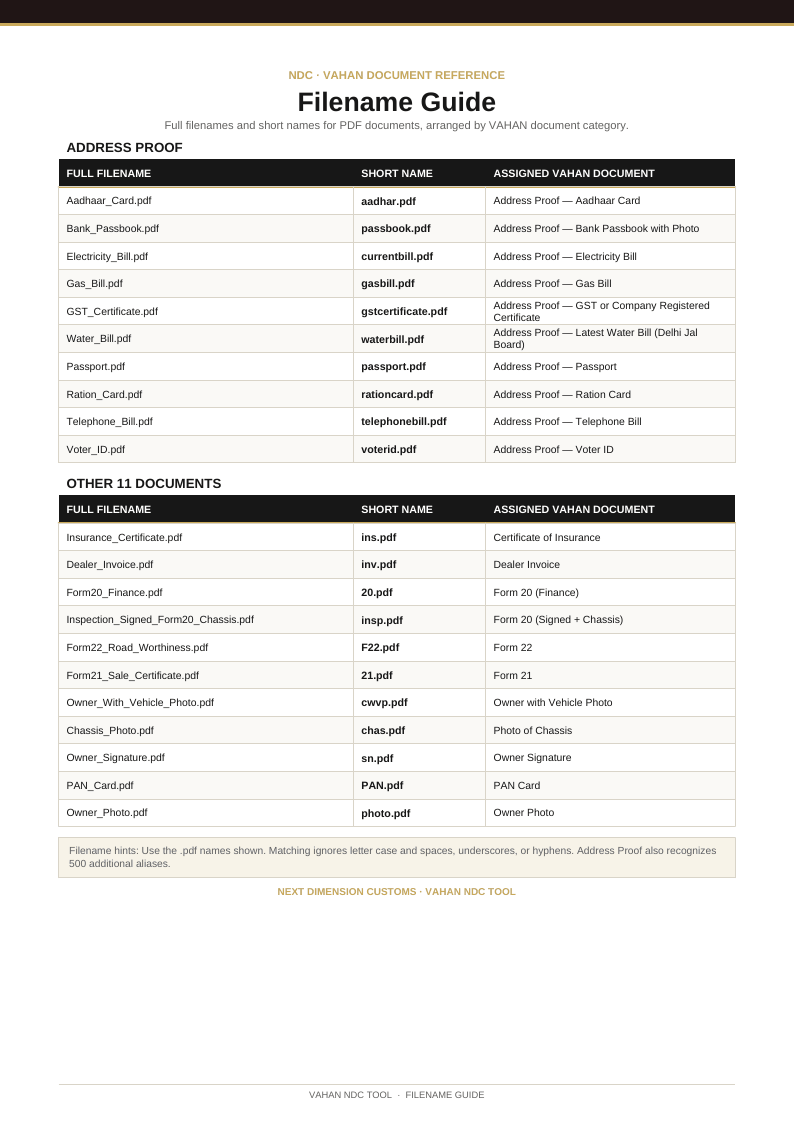 NDC · VAHAN DOCUMENT REFERENCE
Filename Guide
Full filenames and short names for PDF documents, arranged by VAHAN document category.
ADDRESS PROOF
FULL FILENAME SHORT NAME ASSIGNED VAHAN DOCUMENT
Aadhaar_Card.pdf aadhar.pdf Address Proof — Aadhaar Card
Bank_Passbook.pdf passbook.pdf Address Proof — Bank Passbook with Photo
Electricity_Bill.pdf currentbill.pdf Address Proof — Electricity Bill
Gas_Bill.pdf gasbill.pdf Address Proof — Gas Bill
GST_Certificate.pdf gstcertificate.pdf Address Proof — GST or Company Registered
Certificate
Water_Bill.pdf waterbill.pdf Address Proof — Latest Water Bill (Delhi Jal
Board)
Passport.pdf passport.pdf Address Proof — Passport
Ration_Card.pdf rationcard.pdf Address Proof — Ration Card
Telephone_Bill.pdf telephonebill.pdf Address Proof — Telephone Bill
Voter_ID.pdf voterid.pdf Address Proof — Voter ID
OTHER 11 DOCUMENTS
FULL FILENAME SHORT NAME ASSIGNED VAHAN DOCUMENT
Insurance_Certificate.pdf ins.pdf Certificate of Insurance
Dealer_Invoice.pdf inv.pdf Dealer Invoice
Form20_Finance.pdf 20.pdf Form 20 (Finance)
Inspection_Signed_Form20_Chassis.pdf insp.pdf Form 20 (Signed + Chassis)
Form22_Road_Worthiness.pdf F22.pdf Form 22
Form21_Sale_Certificate.pdf 21.pdf Form 21
Owner_With_Vehicle_Photo.pdf cwvp.pdf Owner with Vehicle Photo
Chassis_Photo.pdf chas.pdf Photo of Chassis
Owner_Signature.pdf sn.pdf Owner Signature
PAN_Card.pdf PAN.pdf PAN Card
Owner_Photo.pdf photo.pdf Owner Photo
Filename hints: Use the .pdf names shown. Matching ignores letter case and spaces, underscores, or hyphens. Address Proof also recognizes
500 additional aliases.
NEXT DIMENSION CUSTOMS · VAHAN NDC TOOL
VAHAN NDC TOOL · FILENAME GUIDE